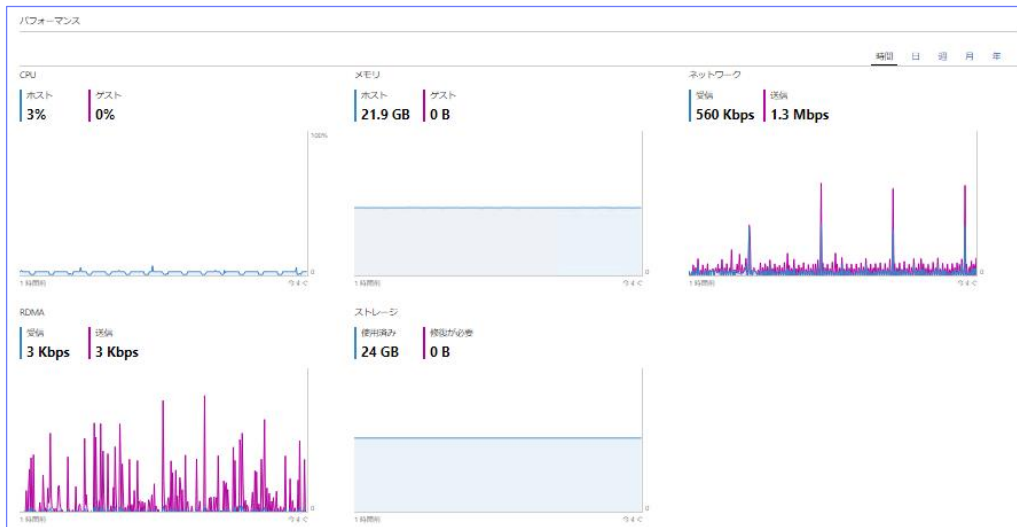 パフォーマンス
時間 日 週 月 年
CPU
ホスト ゲスト
3% 0%
100%
0
1 時間前 今すぐ
メモリ
ホスト ゲスト
21.9 GB 0 B
0
1 時間前 今すぐ
ネットワーク
受信 送信
560 Kbps 1.3 Mbps
0
1 時間前 今すぐ
RDMA
受信 送信
3 Kbps 3 Kbps
0
1 時間前 今すぐ
ストレージ
使用済み 修復が必要
24 GB 0 B
0
1 時間前 今すぐ